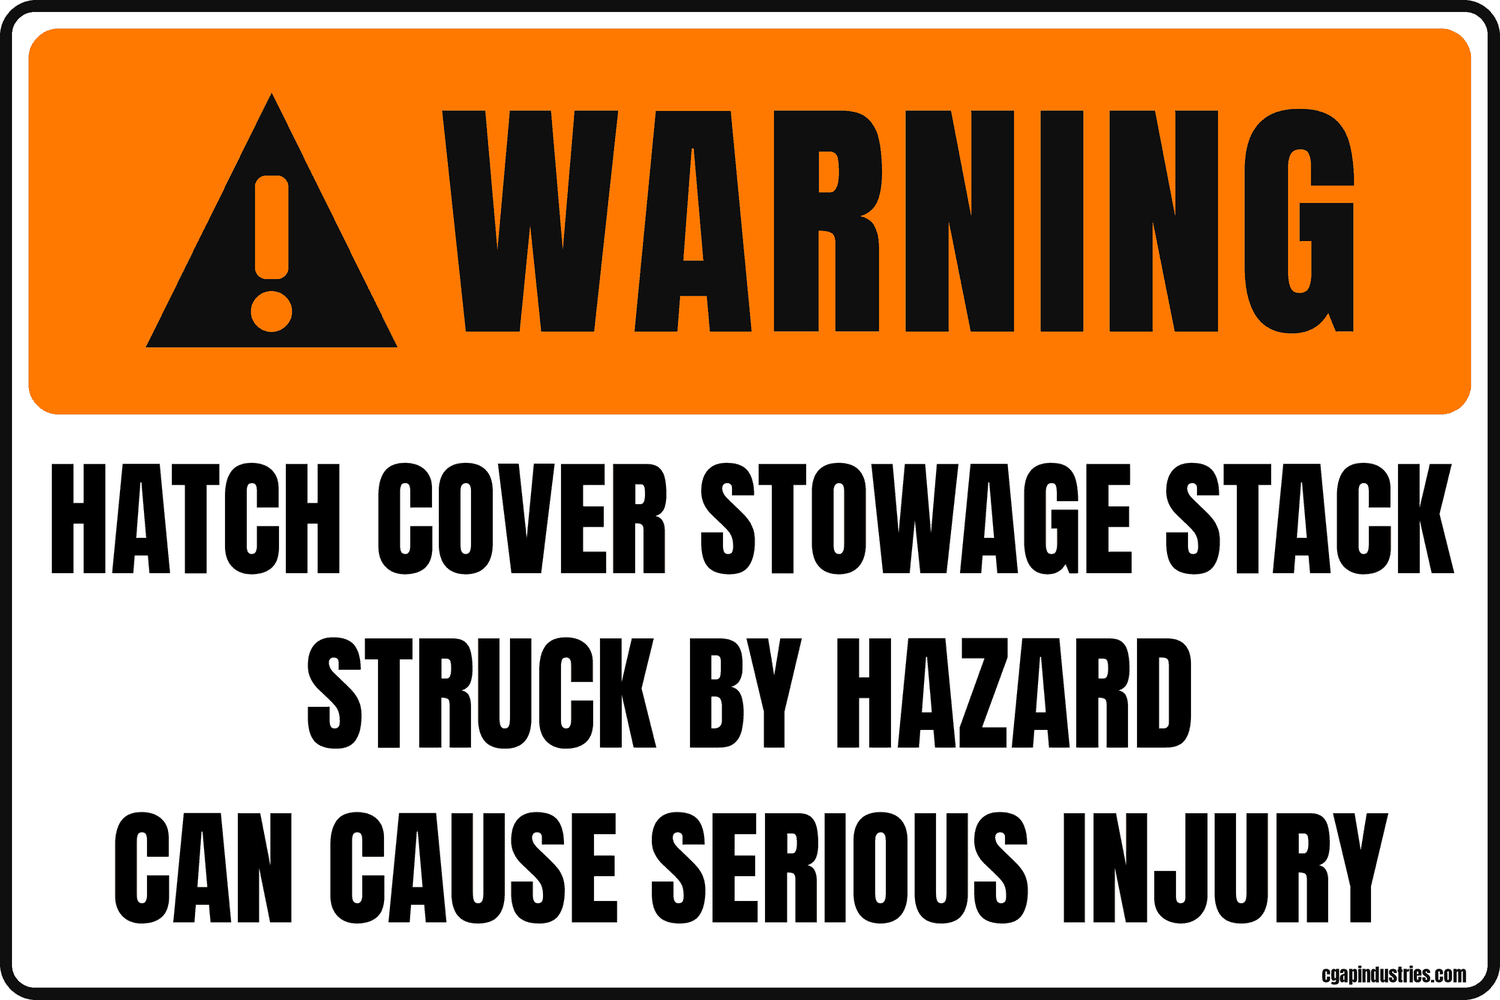 WARNING
HATCH COVER STOWAGE STACK
STRUCK BY HAZARD
CAN CAUSE SERIOUS INJURY
cgapindustries.com